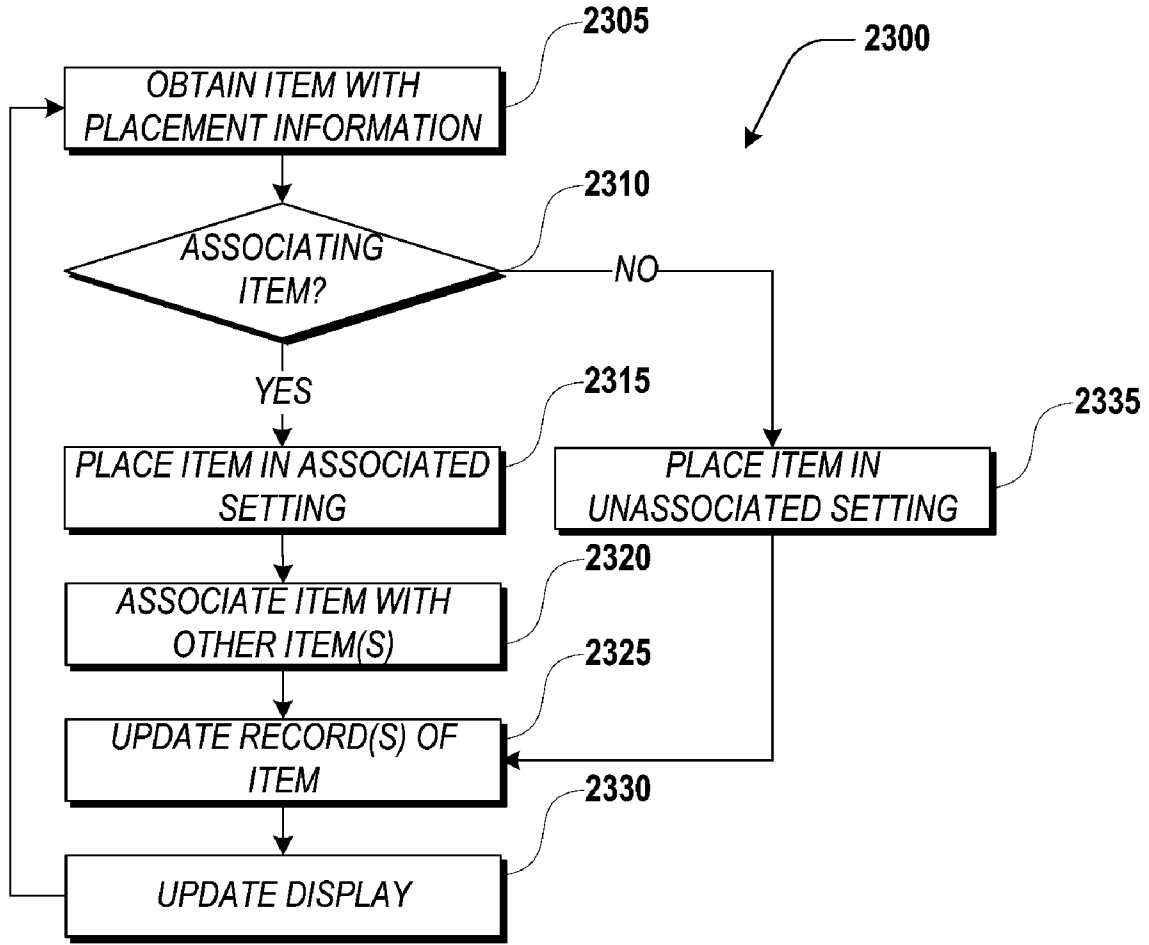 2305
2300
OBTAIN ITEM WITH
PLACEMENT INFORMATION
2310
ASSOCIATING
ITEM?
NO
YES
2315
2335
PLACE ITEM IN ASSOCIATED
SETTING
PLACE ITEM IN
UNASSOCIATED SETTING
2320
ASSOCIATE ITEM WITH
OTHER ITEM(S)
2325
UPDATE RECORD(S) OF
ITEM
2330
UPDATE DISPLAY